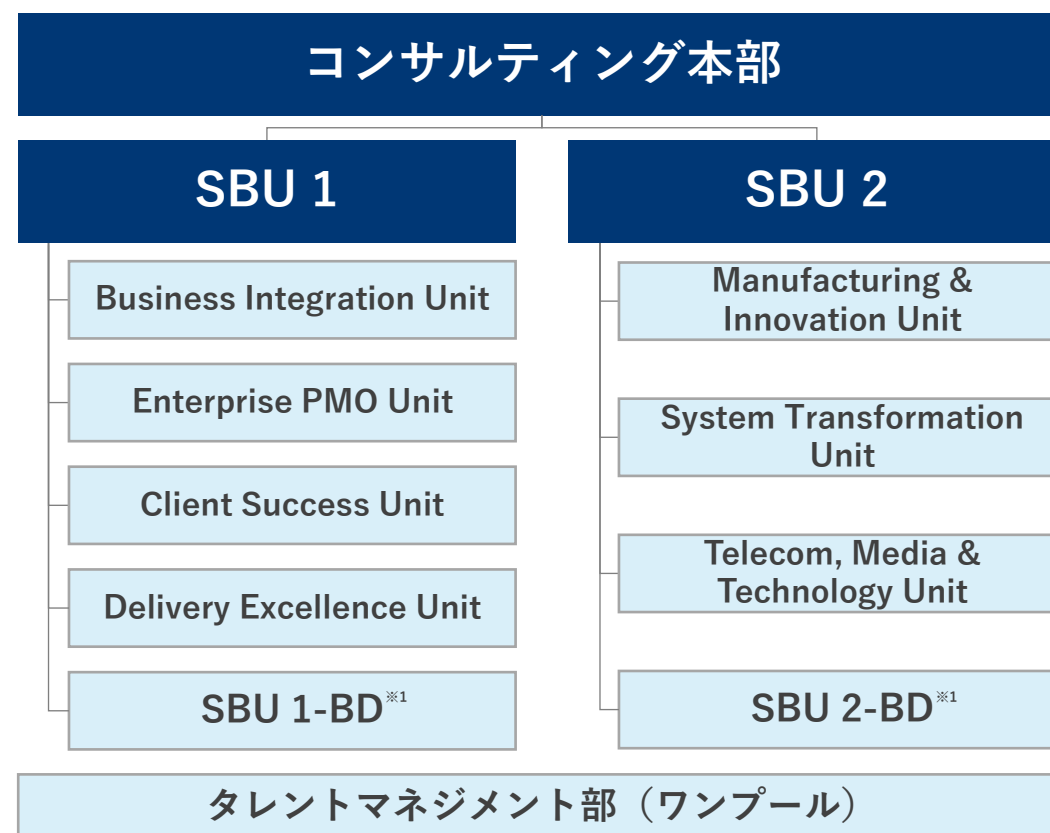 コンサルティング本部
SBU 1
Business Integration Unit
Enterprise PMO Unit
Client Success Unit
Delivery Excellence Unit
SBU 1-BD※1
SBU 2
Manufacturing &
Innovation Unit
System Transformation
Unit
Telecom, Media &
Technology Unit
SBU 2-BD※1
タレントマネジメント部（ワンプール）